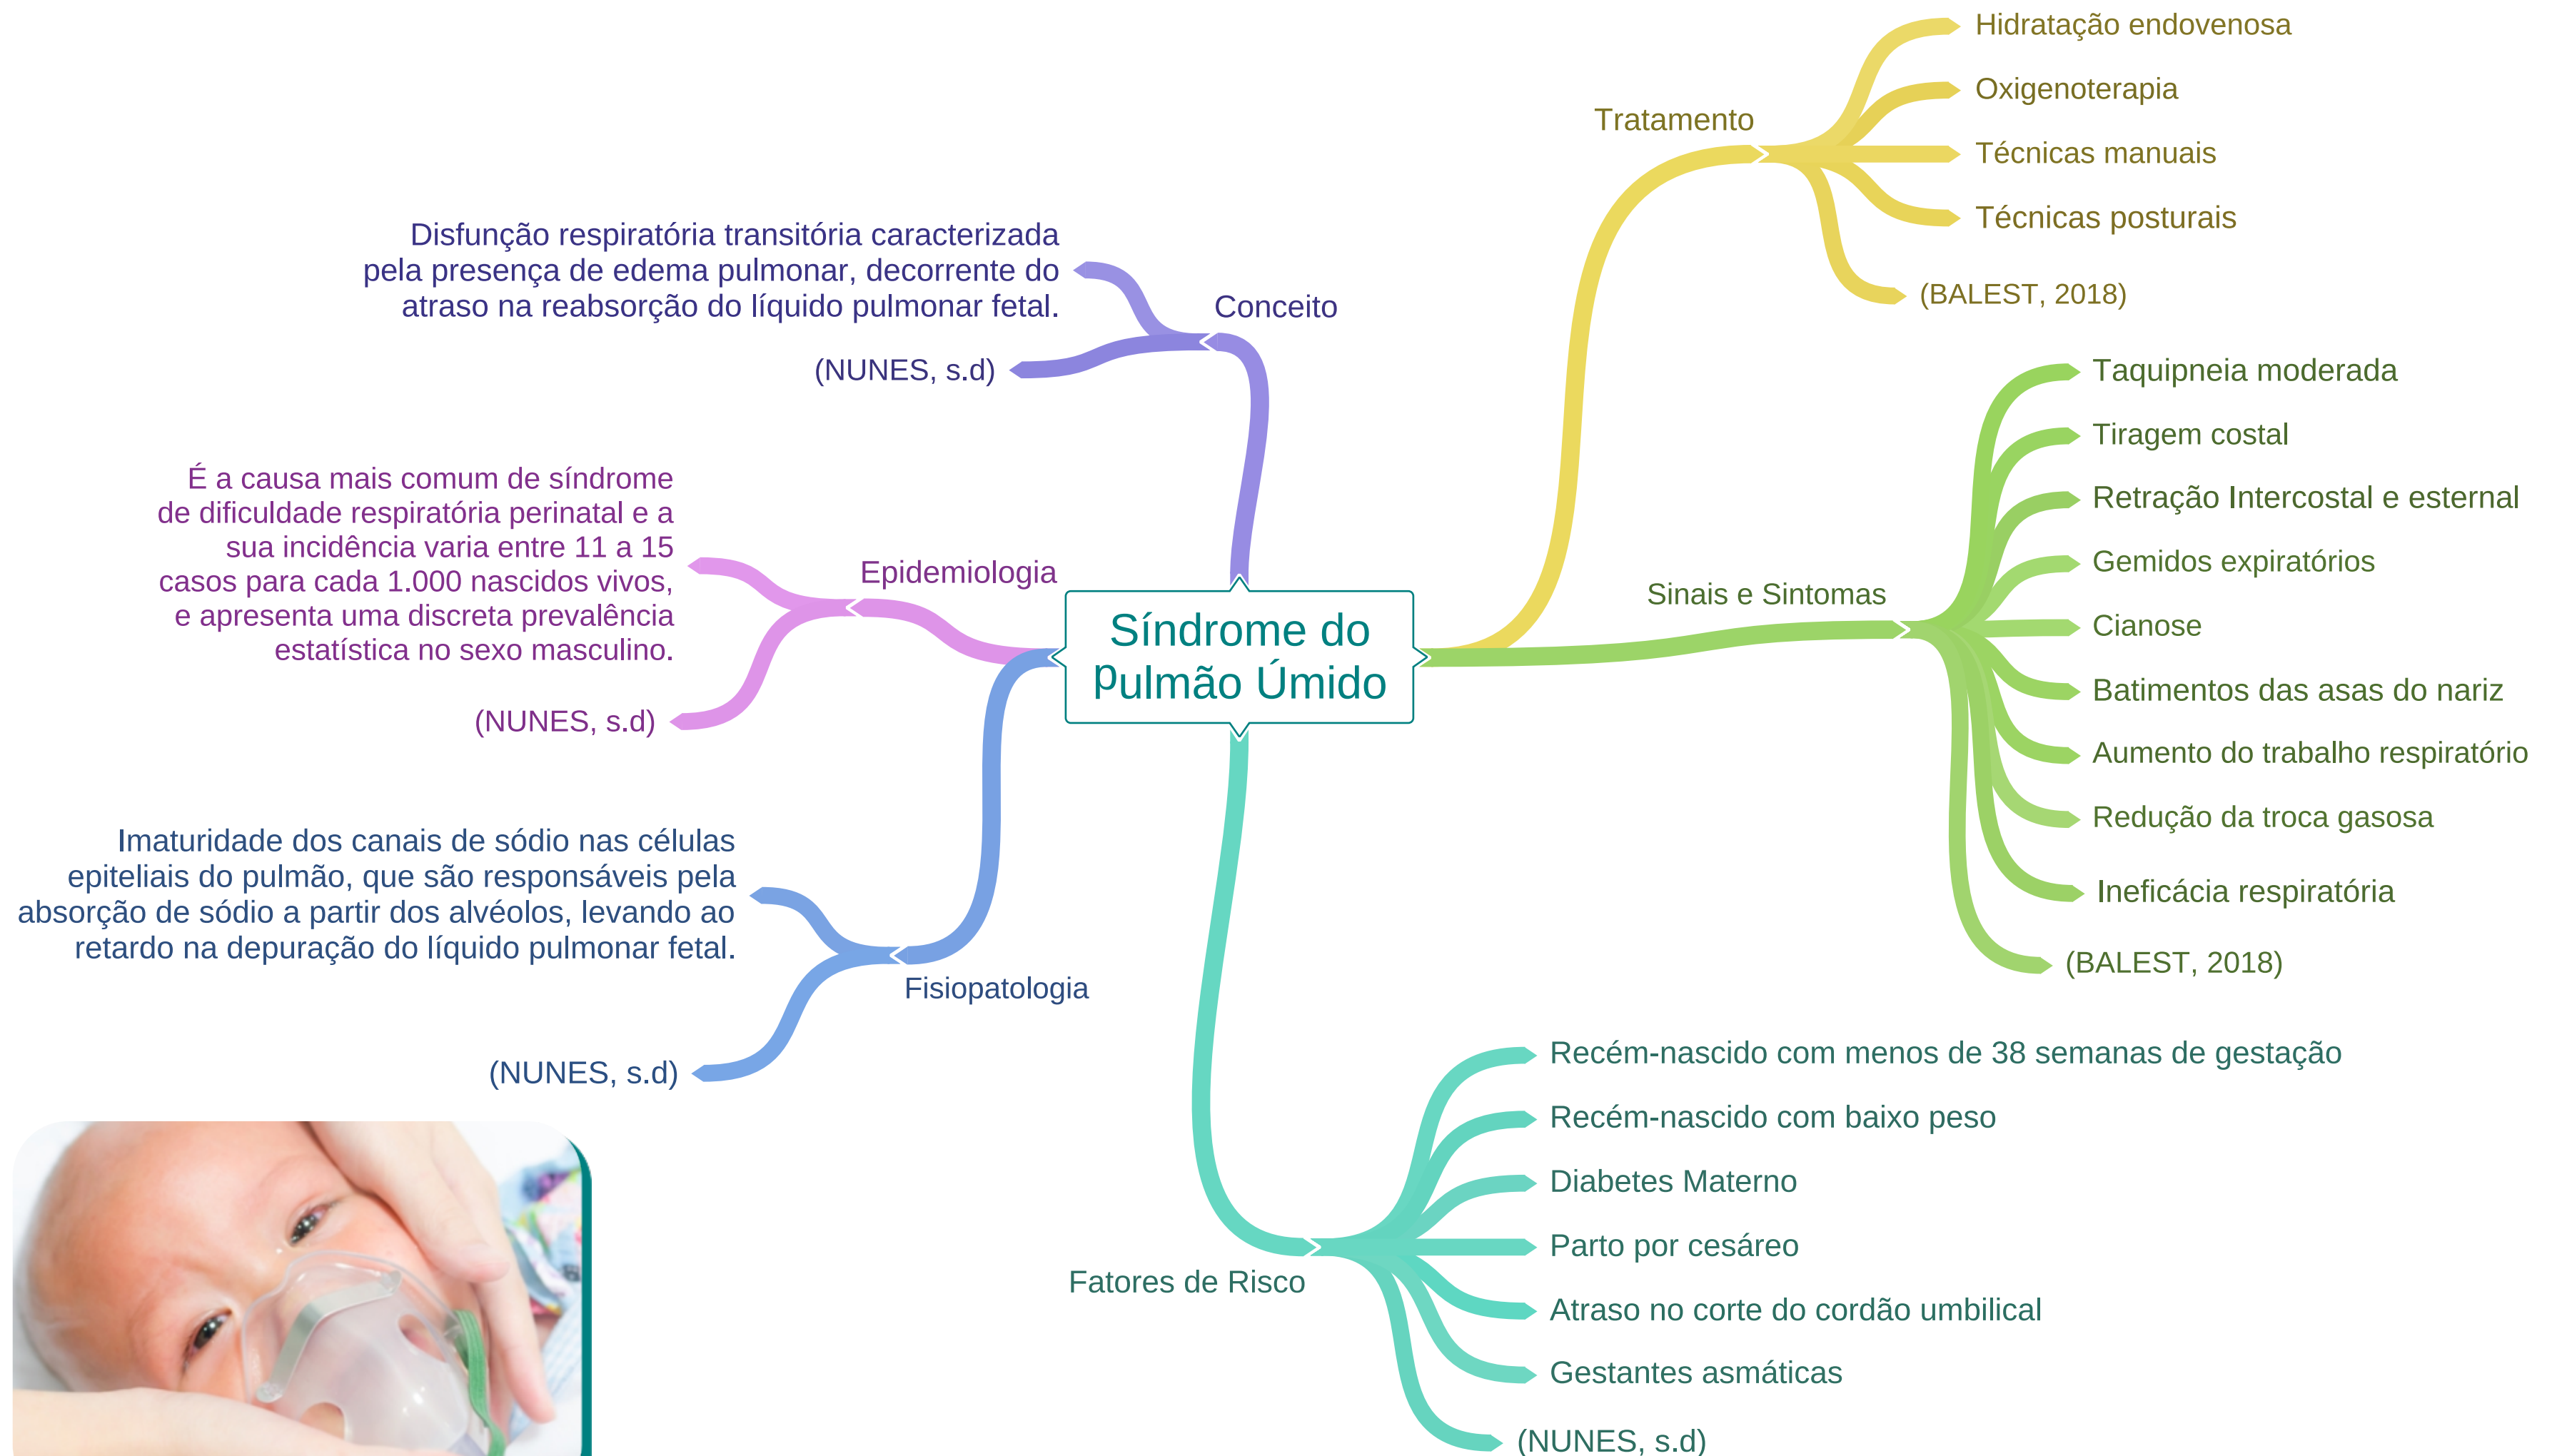 Síndrome do
pulmão Úmido
Conceito
Disfunção respiratória transitória caracterizada
pela presença de edema pulmonar, decorrente do
atraso na reabsorção do líquido pulmonar fetal.
(NUNES, s.d)
Epidemiologia
É a causa mais comum de síndrome
de dificuldade respiratória perinatal e a
sua incidência varia entre 11 a 15
casos para cada 1.000 nascidos vivos,
e apresenta uma discreta prevalência
estatística no sexo masculino.
(NUNES, s.d)
Fisiopatologia
Imaturidade dos canais de sódio nas células
epiteliais do pulmão, que são responsáveis pela
absorção de sódio a partir dos alvéolos, levando ao
retardo na depuração do líquido pulmonar fetal.
(NUNES, s.d)
Tratamento
Hidratação endovenosa
Oxigenoterapia
Técnicas manuais
Técnicas posturais
(BALEST, 2018)
Sinais e Sintomas
Taquipneia moderada
Tiragem costal
Retração Intercostal e esternal
Gemidos expiratórios
Cianose
Batimentos das asas do nariz
Aumento do trabalho respiratório
Redução da troca gasosa
Ineficácia respiratória
(BALEST, 2018)
Fatores de Risco
Recém-nascido com menos de 38 semanas de gestação
Recém-nascido com baixo peso
Diabetes Materno
Parto por cesáreo
Atraso no corte do cordão umbilical
Gestantes asmáticas
(NUNES, s.d)